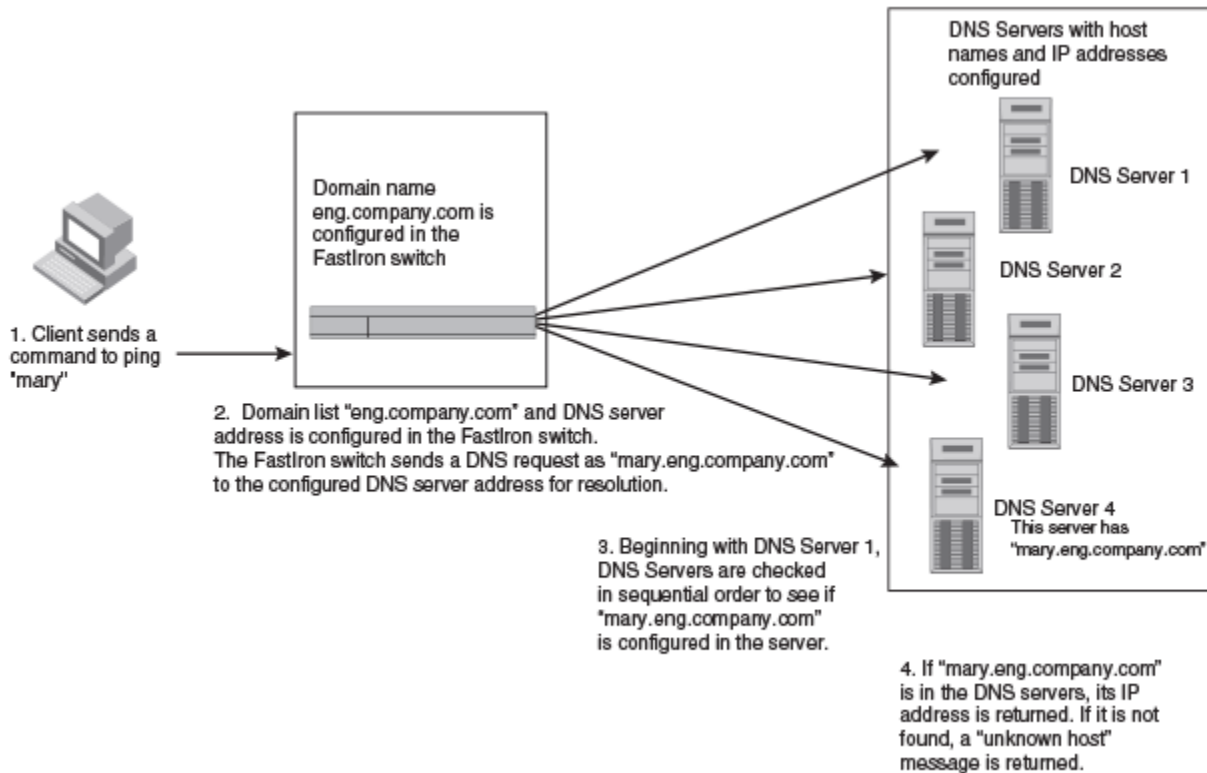 DNS Servers with host
names and IP addresses
configured
DNS Server 1
DNS Server 2
DNS Server 3
DNS Server 4
This server has
"mary.eng.company.com"
Domain name
eng.company.com is
configured in the
FastIron switch
1. Client sends a
command to ping
"mary"
2. Domain list "eng.company.com" and DNS server
address is configured in the FastIron switch.
The FastIron switch sends a DNS request as "mary.eng.company.com"
to the configured DNS server address for resolution.
3. Beginning with DNS Server 1,
DNS Servers are checked
in sequential order to see if
"mary.eng.company.com"
is configured in the server.
4. If "mary.eng.company.com"
is in the DNS servers, its IP
address is returned. If it is not
found, a "unknown host"
message is returned.